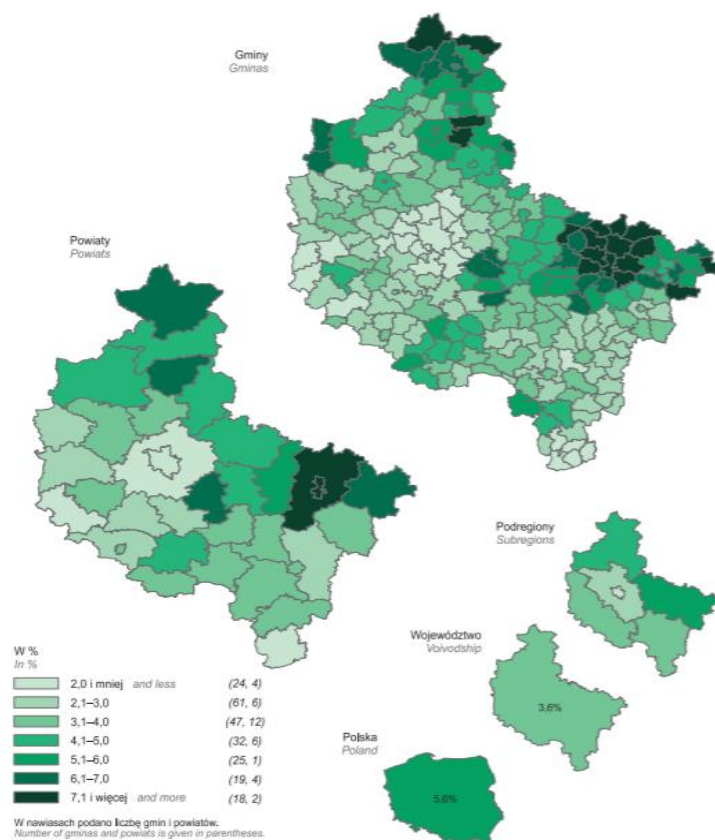 Gminy
Gminas
Powiaty
Powiats
Podregiony
Subregions
Województwo
Voivodship
3,6%
Polska
Poland
5,6%
W %
In %
2,0 i mniej and less (24, 4)
2,1–3,0 (61, 6)
3,1–4,0 (47, 12)
4,1–5,0 (32, 6)
5,1–6,0 (25, 1)
6,1–7,0 (19, 4)
7,1 i więcej and more (18, 2)
W nawiasach podano liczbę gmin i powiatów.
Number of gminas and powiats is given in parentheses.